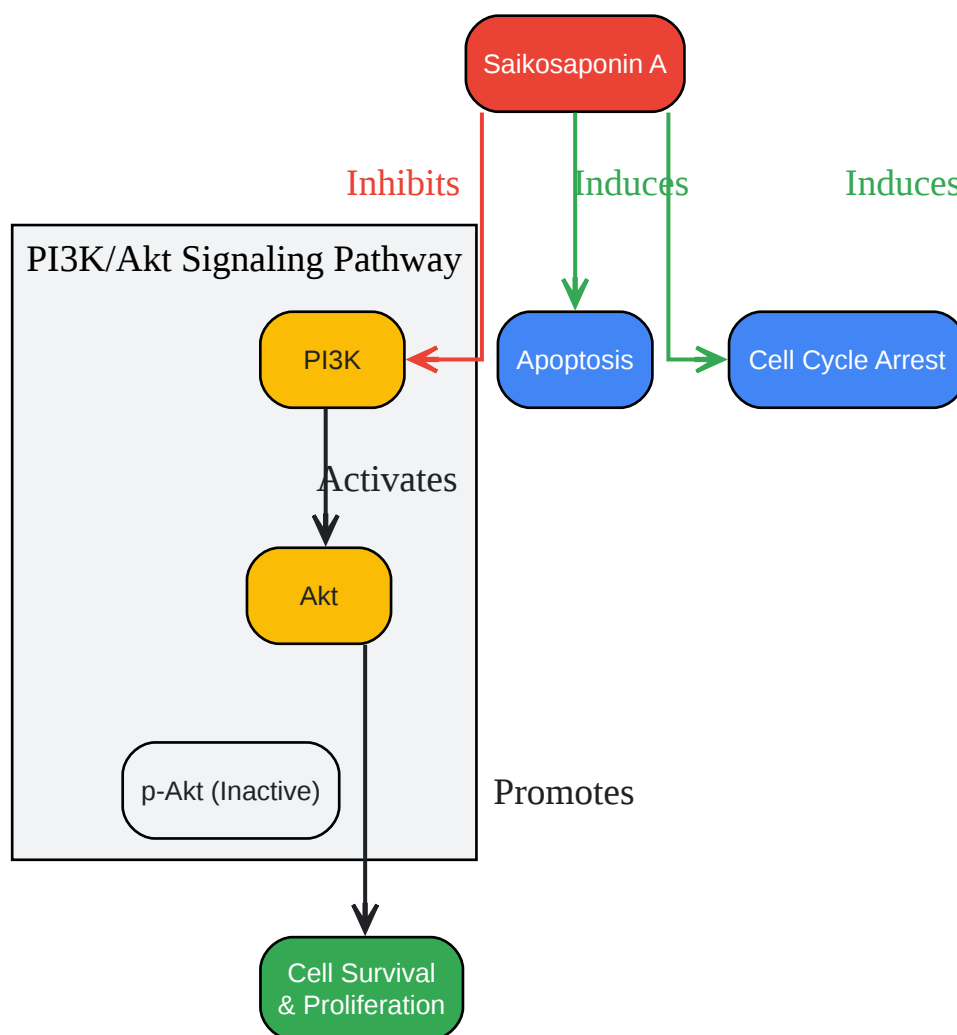 Saikosaponin A
Inhibits
Induces
Induces
PI3K/Akt Signaling Pathway
PI3K
Apoptosis
Cell Cycle Arrest
Activates
Akt
p-Akt (Inactive)
Promotes
Cell Survival
& Proliferation